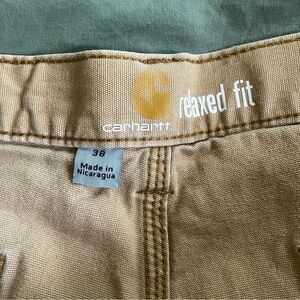 carhartt
relaxed fit
38
Made in
Nicaragua